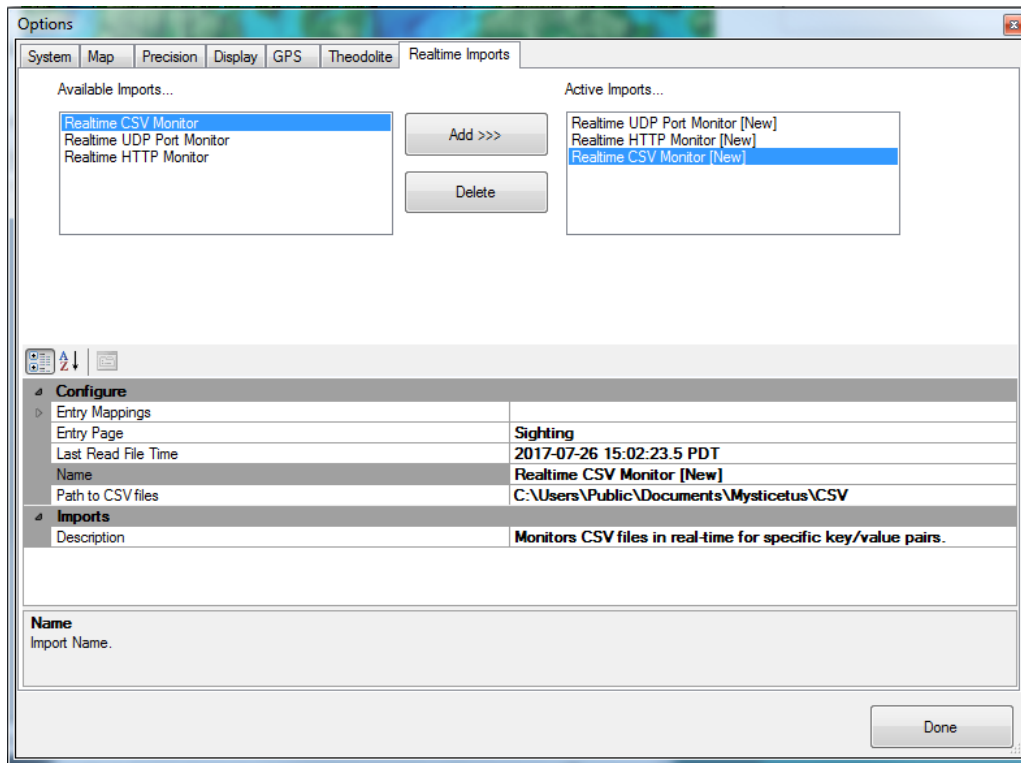 Options
System Map Precision Display GPS Theodolite Realtime Imports
Available Imports...
Active Imports...
Realtime CSV Monitor
Realtime UDP Port Monitor
Realtime HTTP Monitor
Add >>>
Delete
Realtime UDP Port Monitor [New]
Realtime HTTP Monitor [New]
Realtime CSV Monitor [New]
Configure
Entry Mappings
Entry Page Sighting
Last Read File Time 2017-07-26 15:02:23.5 PDT
Name Realtime CSV Monitor [New]
Path to CSV files C:\Users\Public\Documents\Mysticetus\CSV
Imports
Description Monitors CSV files in real-time for specific key/value pairs.
Name
Import Name.
Done